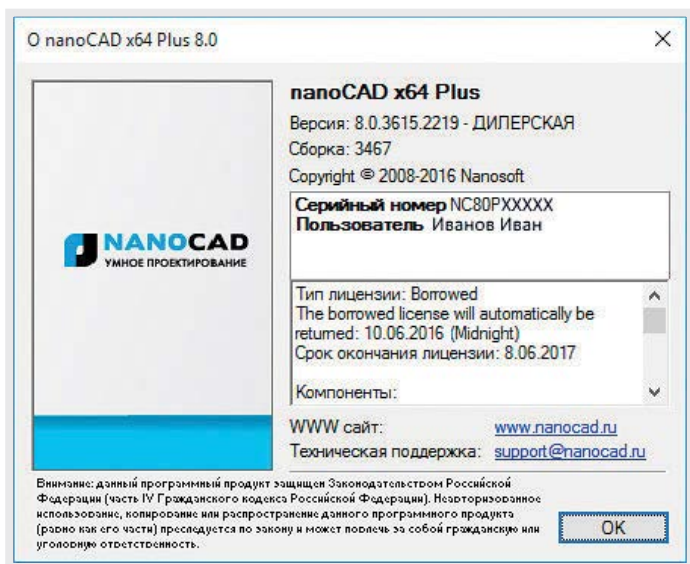 О nanoCAD x64 Plus 8.0
NANOCAD
УМНОЕ ПРОЕКТИРОВАНИЕ
nanoCAD x64 Plus
Версия: 8.0.3615.2219 - ДИЛЕРСКАЯ
Сборка: 3467
Copyright © 2008-2016 Nanosoft
Серийный номер NC80PXXXXX
Пользователь Иванов Иван
Тип лицензии: Borrowed
The borrowed license will automatically be
returned: 10.06.2016 (Midnight)
Срок окончания лицензии: 8.06.2017
Компоненты:
WWW сайт: www.nanocad.ru
Техническая поддержка: support@nanocad.ru
Внимание: данный программный продукт защищен Законодательством Российской
Федерации (часть IV Гражданского кодекса Российской Федерации). Неавторизованное
использование, копирование или распространение данного программного продукта
(равно как его части) преследуется по закону и может повлечь за собой гражданскую или
уголовную ответственность.
OK